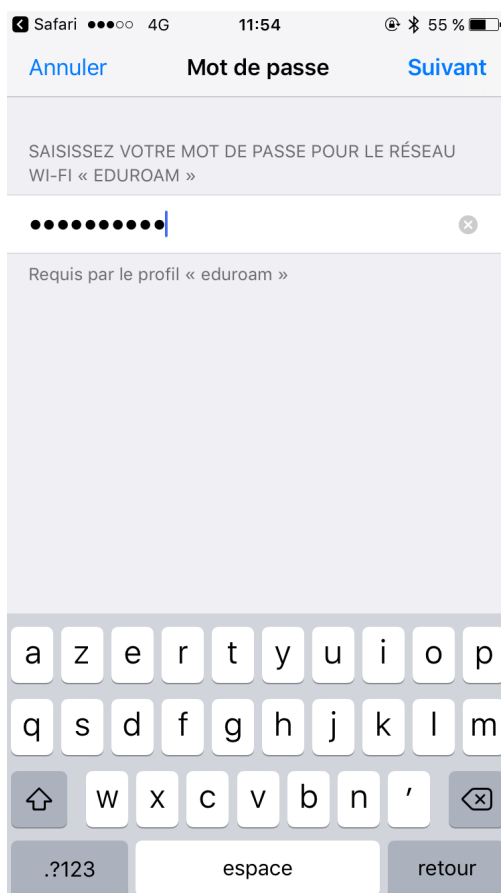 Safari 4G 11:54 55 %
Annuler Mot de passe Suivant
SAISISSEZ VOTRE MOT DE PASSE POUR LE RÉSEAU
WI-FI « EDUROAM »
●●●●●●●●●●
Requis par le profil « eduroam »
a z e r t y u i o p
q s d f g h j k l m
w x c v b n ’
.?123 espace retour